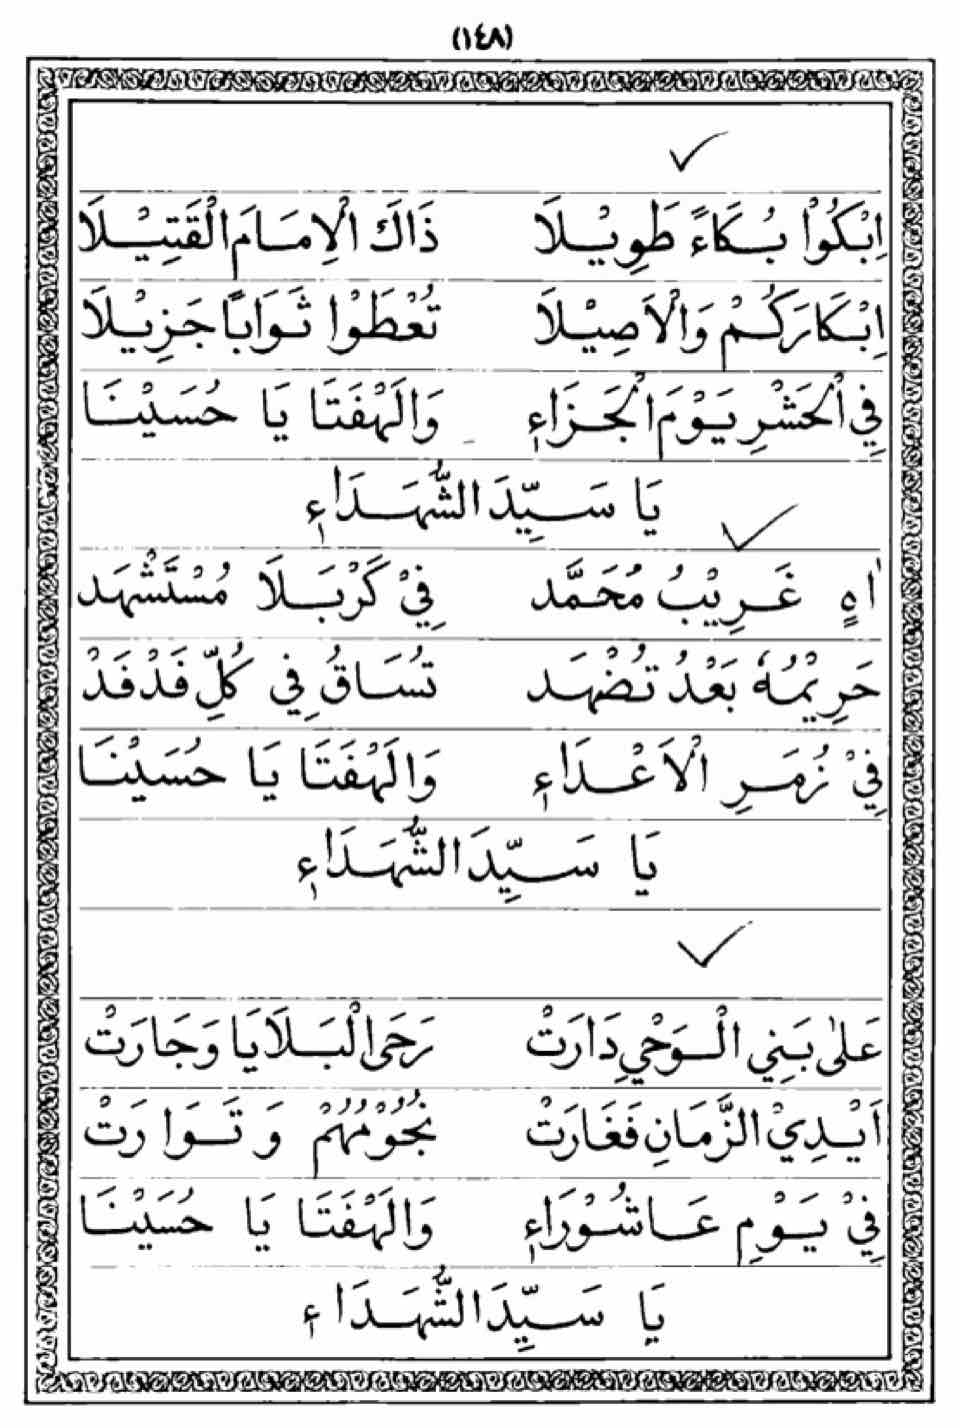 (١٤٨)
اِبْكُوْا بُكَاءً طَوِيْلَا ذَاكَ الْاِمَامَ الْقَتِيْلَا
اِبْكَارَكُمْ وَالْاَصِيْلَا تُعْطَوْا ثَوَابًا جَزِيْلَا
فِي الْحَشْرِ يَوْمَ الْجَزَاءِ وَالَهْفَتَا يَا حُسَيْنَا
يَا سَيِّدَ الشُّهَدَاءِ
اٰهٍ غَرِيْبُ مُحَمَّد فِيْ كَرْبَلَا مُسْتَشْهَد
حَرِيْمُهٗ بَعْدُ تُضْهَد تُسَاقُ فِي كُلِّ فَدْفَدْ
فِيْ زُمَرِ الْاَعْدَاءِ وَالَهْفَتَا يَا حُسَيْنَا
يَا سَيِّدَ الشُّهَدَاءِ
عَلٰى بَنِي الْوَحْيِ دَارَتْ رَحَى الْبَلَايَا وَجَارَتْ
اَيْدِيْ الزَّمَانِ فَغَارَتْ نُجُوْمُهُمْ وَتَوَارَتْ
فِيْ يَوْمِ عَاشُوْرَاءِ وَالَهْفَتَا يَا حُسَيْنَا
يَا سَيِّدَ الشُّهَدَاءِ